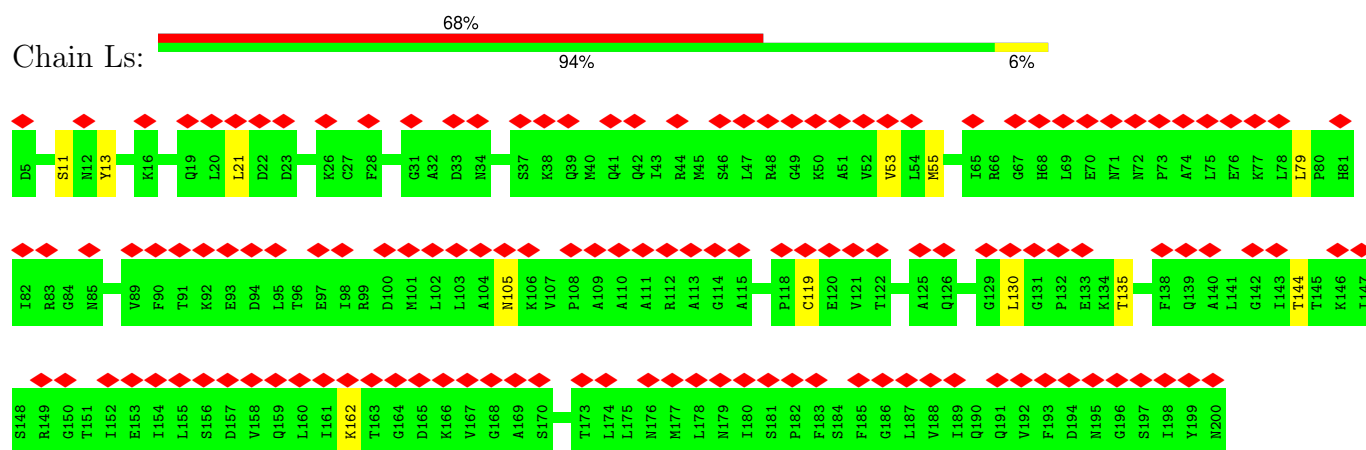 68%
Chain Ls:
94% 6%
D5 S11 N12 Y13 K16 Q19 L20 L21 D22 D23 K26 C27 F28 G31 A32 D33 N34 S37 K38 Q39 M40 Q41 Q42 I43 R44 M45 S46 L47 R48 G49 K50 A51 V52 V53 L54 M55 I65 R66 G67 H68 L69 E70 N71 N72 P73 A74 L75 E76 K77 L78 L79 P80 H81
I82 R83 G84 N85 V89 F90 T91 K92 E93 D94 L95 T96 E97 I98 R99 D100 M101 L102 L103 A104 N105 K106 V107 P108 A109 A110 A111 R112 A113 G114 A115 P118 C119 E120 V121 T122 A125 Q126 G129 L130 G131 P132 E133 K134 T135 F138 Q139 A140 L141 G142 I143 T144 T145 K146 I147
S148 R149 G150 T151 I152 E153 I154 L155 S156 D157 V158 Q159 L160 I161 K162 T163 G164 D165 K166 V167 G168 A169 S170 T173 L174 L175 N176 M177 L178 N179 I180 S181 P182 F183 S184 F185 G186 L187 V188 I189 Q190 Q191 V192 F193 D194 N195 G196 S197 I198 Y199 N200